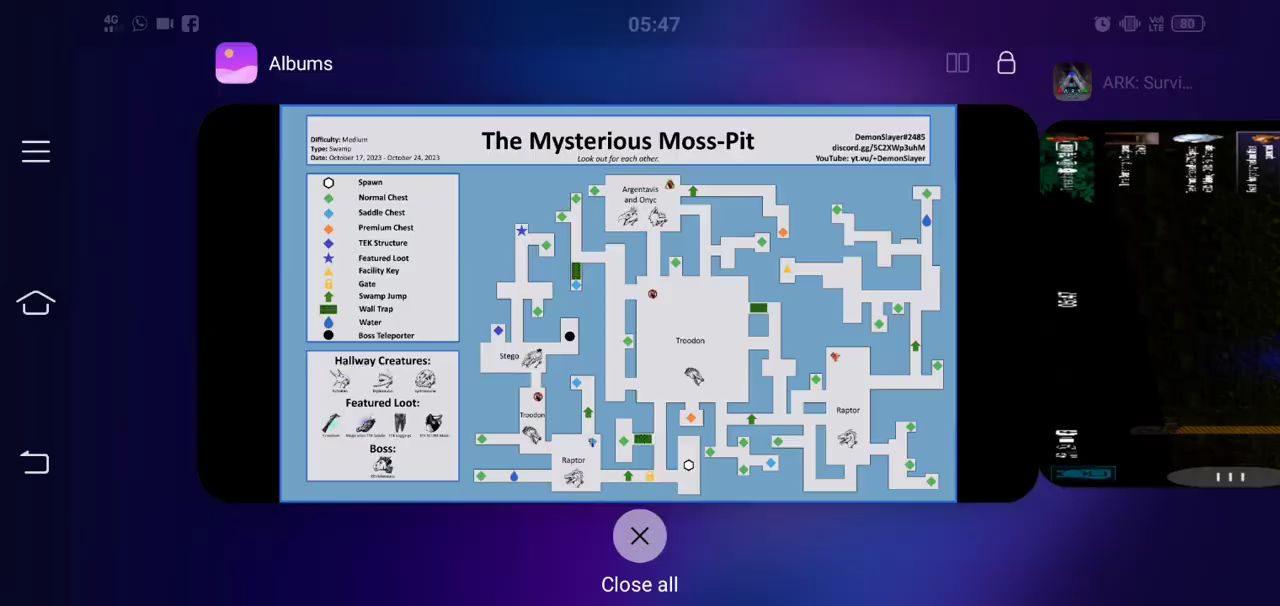 4G
05:47
Vol
LTE
80
Albums
ARK: Survi...
Difficulty: Medium
Type: Swamp
Date: October 17, 2023 - October 24, 2023
The Mysterious Moss-Pit
Look out for each other.
DemonSlayer#2485
discord.gg/5C2XWp3uhM
YouTube: yt.vu/+DemonSlayer
Spawn
Normal Chest
Saddle Chest
Premium Chest
TEK Structure
Featured Loot
Facility Key
Gate
Swamp Jump
Wall Trap
Water
Boss Teleporter
Hallway Creatures:
Featured Loot:
Boss:
Argentavis
and Onyc
Troodon
Stego
Troodon
Raptor
Raptor
Close all